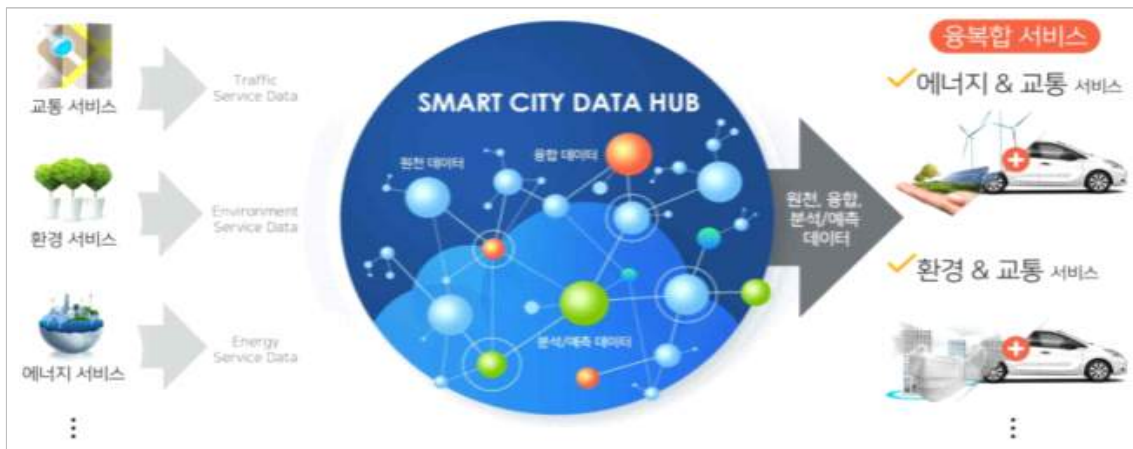 교통 서비스
Traffic
Service Data
환경 서비스
Environment
Service Data
에너지 서비스
Energy
Service Data
SMART CITY DATA HUB
원천 데이터
융합 데이터
분석/예측 데이터
원천, 융합,
분석/예측
데이터
융복합 서비스
에너지 & 교통 서비스
환경 & 교통 서비스